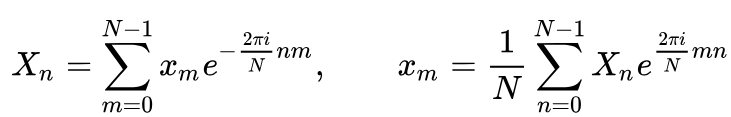 X_n = \sum_{m=0}^{N-1} x_m e^{-\frac{2\pi i}{N} nm}, \qquad x_m = \frac{1}{N} \sum_{n=0}^{N-1} X_n e^{\frac{2\pi i}{N} mn}